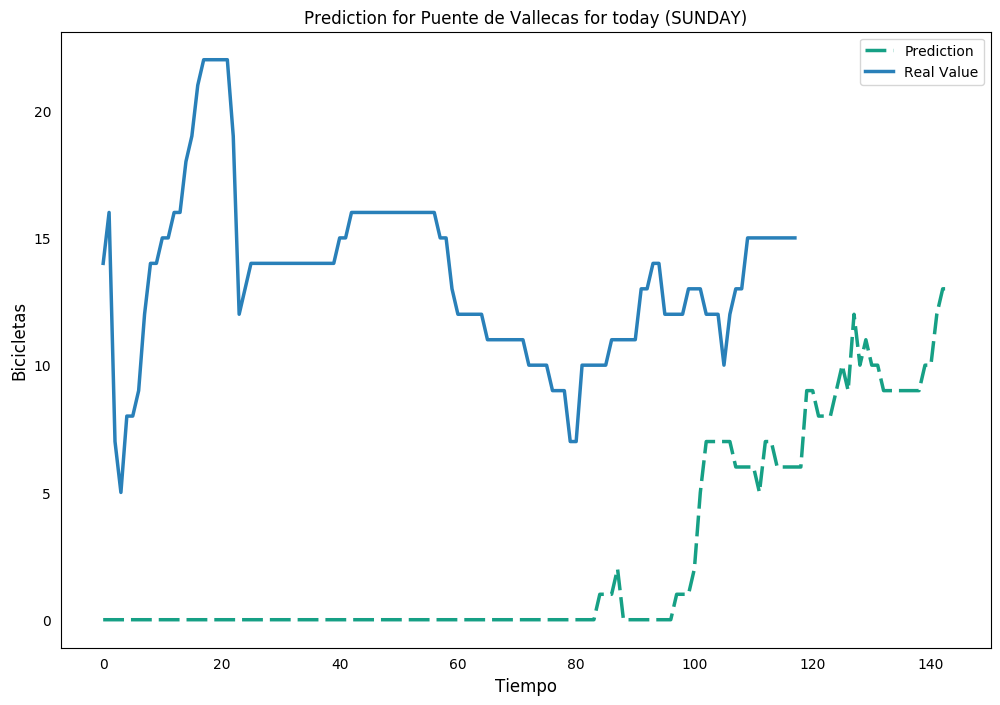 Prediction for Puente de Vallecas for today (SUNDAY)
Prediction
Real Value
Bicicletas
20
15
10
5
0
0 20 40 60 80 100 120 140
Tiempo